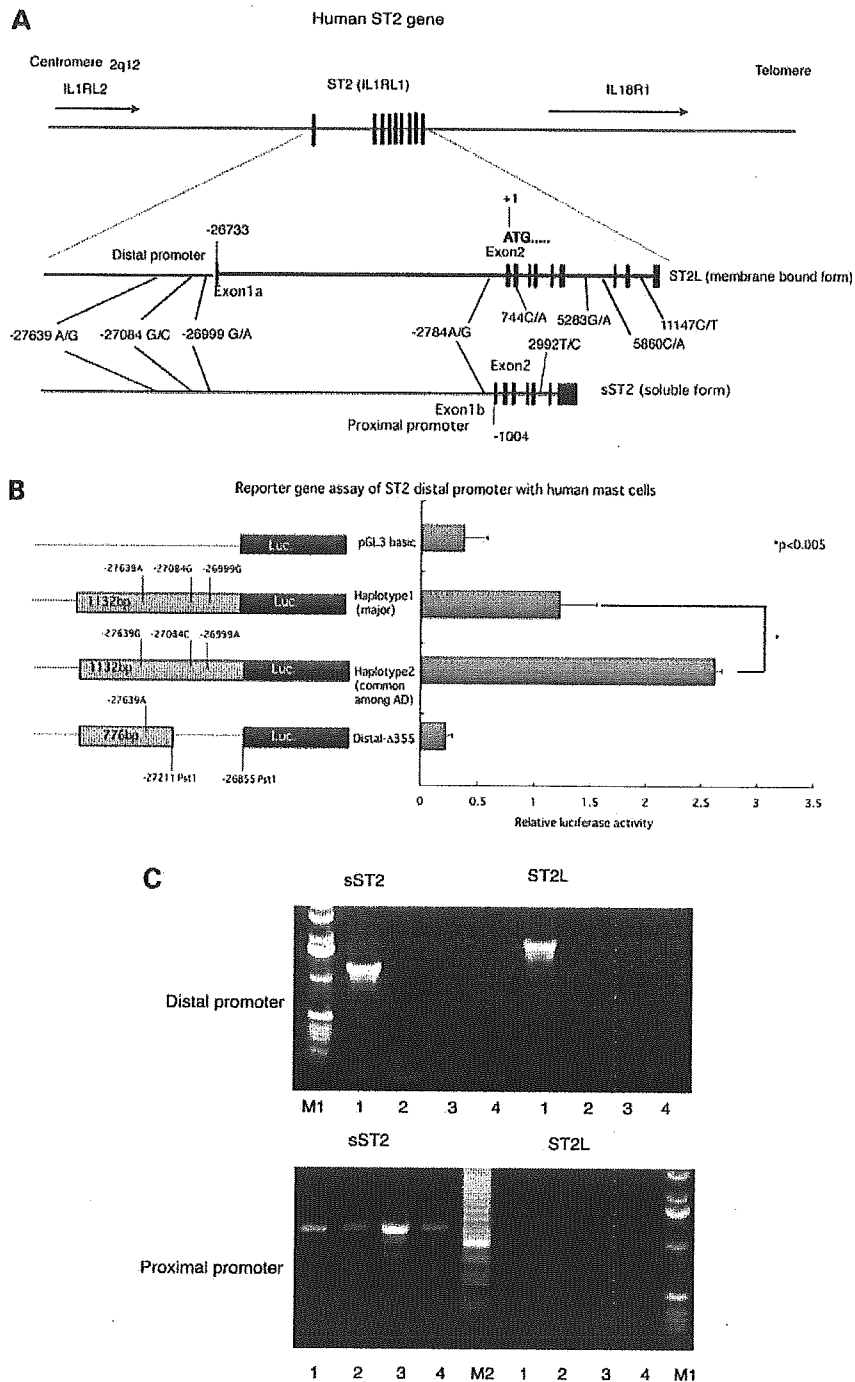 A
Human ST2 gene
Centromere 2q12
Telomere
IL1RL2
ST2 (IL1RL1)
IL18R1
+1
-26733
ATG.....
Distal promoter
Exon2
Exon1a
ST2L (membrane bound form)
-27639 A/G
-27084 G/C
-26999 G/A
-2784A/G
744C/A
5283G/A
11147C/T
2992T/C
5860C/A
Exon2
sST2 (soluble form)
Exon1b
Proximal promoter
-1004
B
Reporter gene assay of ST2 distal promoter with human mast cells
Luc
pGL3 basic
*p<0.005
-27639A
-27084G
-26999G
1132bp
Luc
Haplotype1
(major)
-27639G
-27084C
-26999A
*
1132bp
Luc
Haplotype2
(common
among AD)
-27639A
776bp
Luc
Distal-Δ355
-27211 Pst1
-26855 Pst1
0 0.5 1 1.5 2 2.5 3 3.5
Relative luciferase activity
C
sST2
ST2L
Distal promoter
M1 1 2 3 4 1 2 3 4
sST2
ST2L
Proximal promoter
1 2 3 4 M2 1 2 3 4 M1